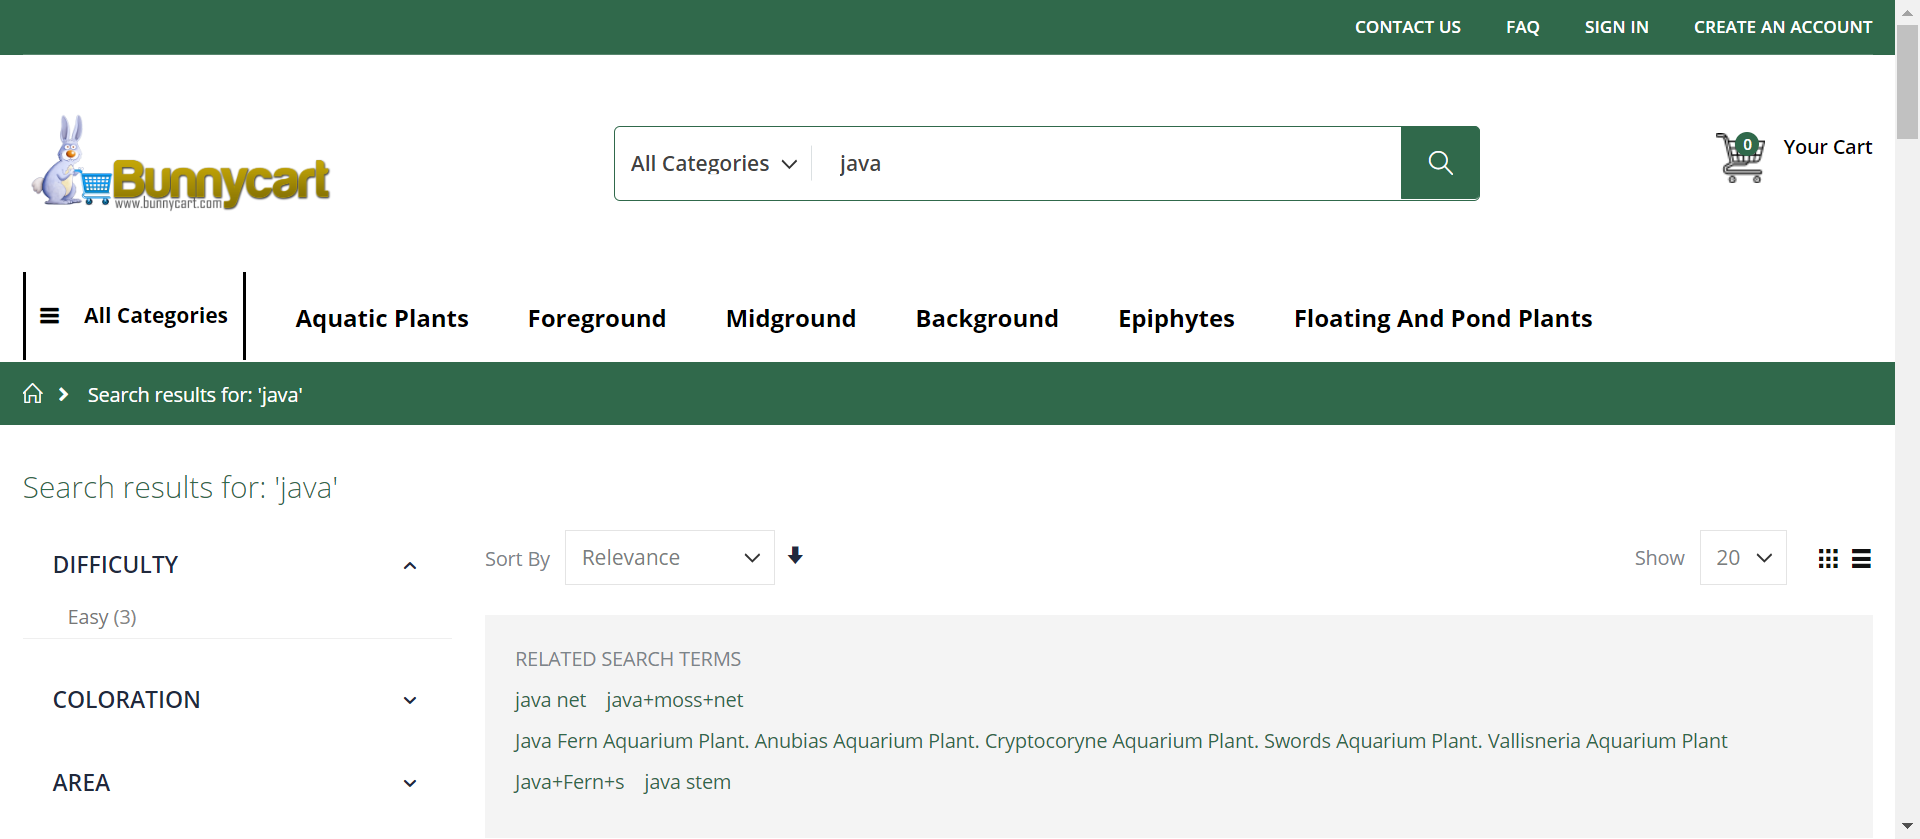 CONTACT US FAQ SIGN IN CREATE AN ACCOUNT
Bunnycart
www.bunnycart.com
All Categories java
0 Your Cart
All Categories Aquatic Plants Foreground Midground Background Epiphytes Floating And Pond Plants
Search results for: 'java'
Search results for: 'java'
DIFFICULTY
Easy (3)
COLORATION
AREA
Sort By Relevance Show 20
RELATED SEARCH TERMS
java net java+moss+net
Java Fern Aquarium Plant. Anubias Aquarium Plant. Cryptocoryne Aquarium Plant. Swords Aquarium Plant. Vallisneria Aquarium Plant
Java+Fern+s java stem